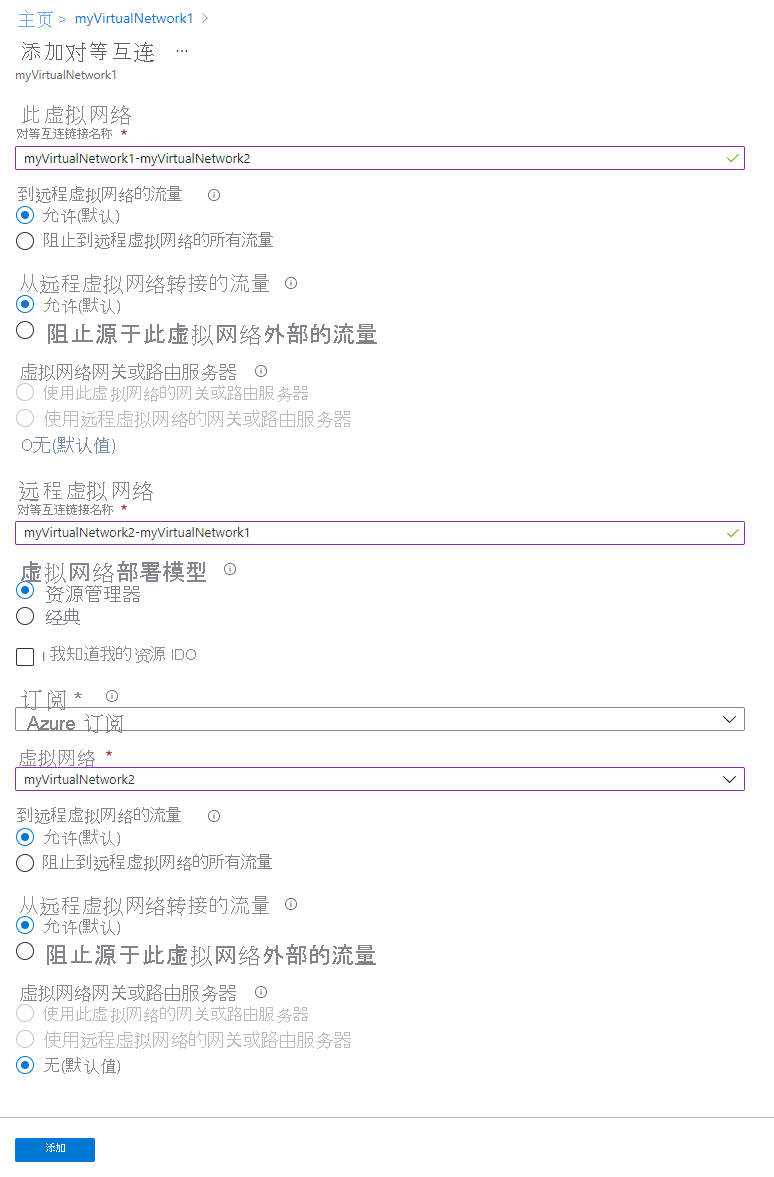 主页 > myVirtualNetwork1 >
添加对等互连 ...
myVirtualNetwork1
此虚拟网络
对等互连链接名称 *
myVirtualNetwork1-myVirtualNetwork2
到远程虚拟网络的流量
允许(默认)
阻止到远程虚拟网络的所有流量
从远程虚拟网络转接的流量
允许(默认)
阻止源于此虚拟网络外部的流量
虚拟网络网关或路由服务器
使用此虚拟网络的网关或路由服务器
使用远程虚拟网络的网关或路由服务器
O无(默认值)
远程虚拟网络
对等互连链接名称 *
myVirtualNetwork2-myVirtualNetwork1
虚拟网络部署模型
资源管理器
经典
I 我知道我的资源 IDO
订阅 *
Azure 订阅
虚拟网络 *
myVirtualNetwork2
到远程虚拟网络的流量
允许(默认)
阻止到远程虚拟网络的所有流量
从远程虚拟网络转接的流量
允许(默认)
阻止源于此虚拟网络外部的流量
虚拟网络网关或路由服务器
使用此虚拟网络的网关或路由服务器
使用远程虚拟网络的网关或路由服务器
无(默认值)
添加